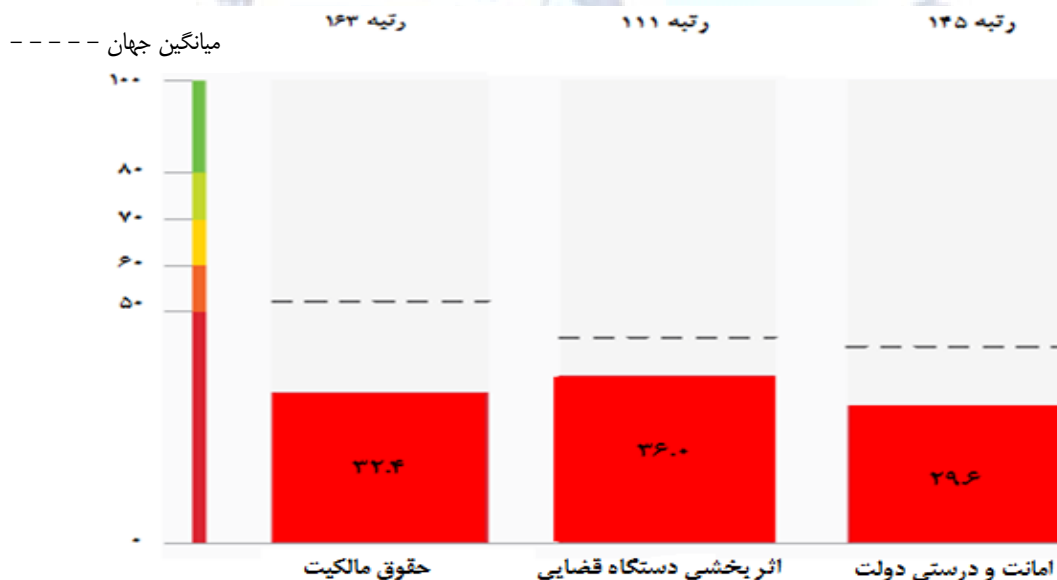 رتبه ۱۴۵
رتبه ۱۱۱
رتبه ۱۶۳
میانگین جهان - - - - -
۱۰۰
۸۰
۷۰
۶۰
۵۰
۰
۲۹.۶
۳۶.۰
۳۲.۴
امانت و درستی دولت
اثربخشی دستگاه قضایی
حقوق مالکیت